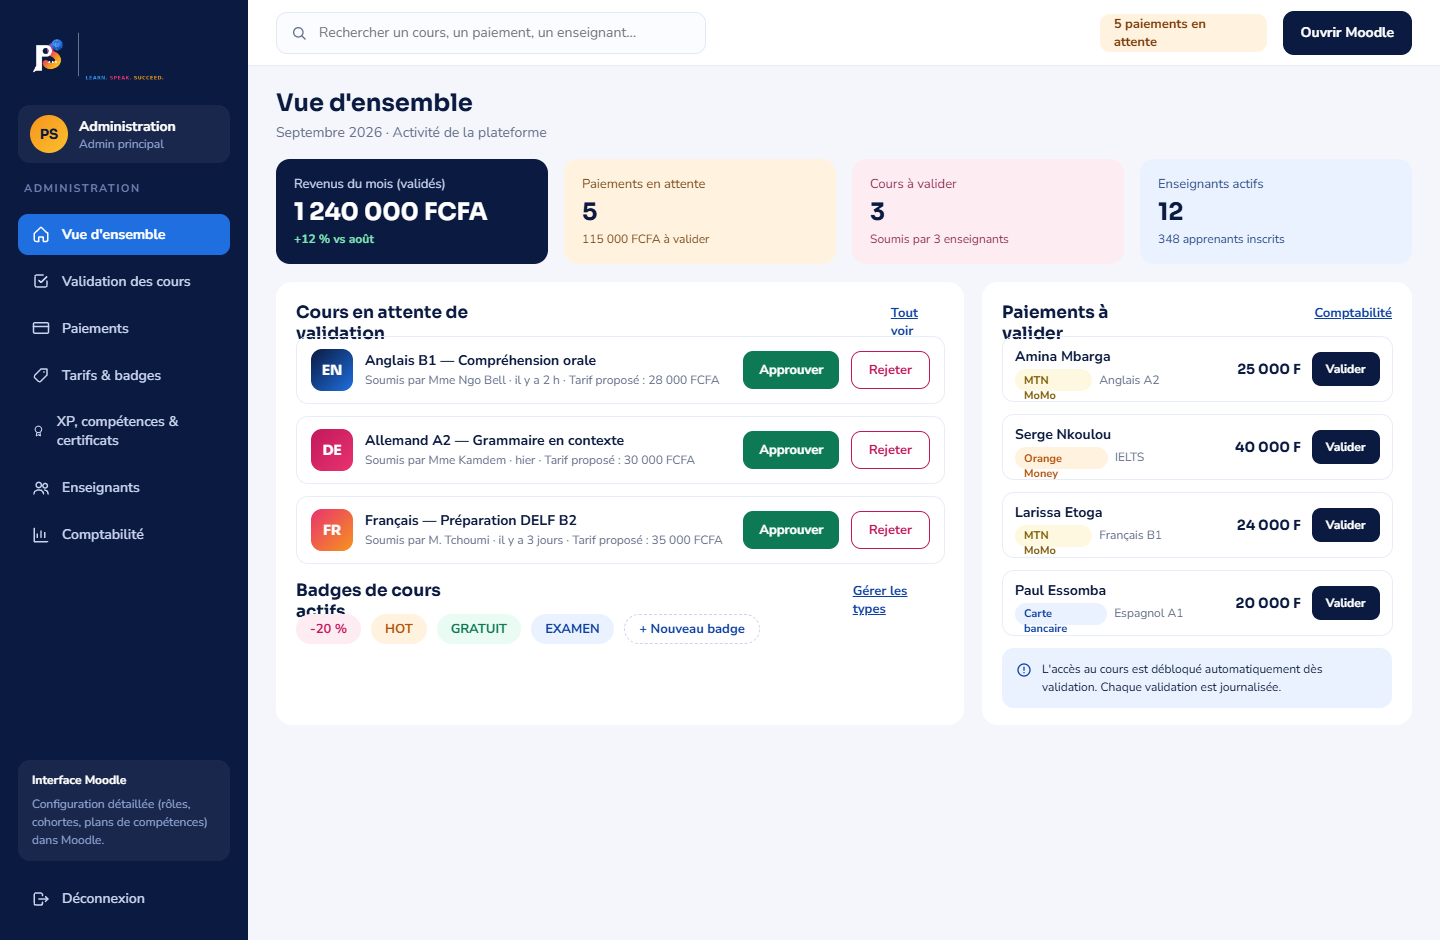 LEARN. SPEAK. SUCCEED.
PS
Administration
Admin principal
ADMINISTRATION
Vue d'ensemble
Validation des cours
Paiements
Tarifs & badges
XP, compétences &
certificats
Enseignants
Comptabilité
Interface Moodle
Configuration détaillée (rôles,
cohortes, plans de compétences)
dans Moodle.
Déconnexion
Rechercher un cours, un paiement, un enseignant...
5 paiements en
attente
Ouvrir Moodle
Vue d'ensemble
Septembre 2026 · Activité de la plateforme
Revenus du mois (validés)
1 240 000 FCFA
+12 % vs août
Paiements en attente
5
115 000 FCFA à valider
Cours à valider
3
Soumis par 3 enseignants
Enseignants actifs
12
348 apprenants inscrits
Cours en attente de
validation
Tout
voir
EN
Anglais B1 — Compréhension orale
Soumis par Mme Ngo Bell · il y a 2 h · Tarif proposé : 28 000 FCFA
Approuver
Rejeter
DE
Allemand A2 — Grammaire en contexte
Soumis par Mme Kamdem · hier · Tarif proposé : 30 000 FCFA
Approuver
Rejeter
FR
Français — Préparation DELF B2
Soumis par M. Tchoumi · il y a 3 jours · Tarif proposé : 35 000 FCFA
Approuver
Rejeter
Badges de cours
actifs
Gérer les
types
-20 %
HOT
GRATUIT
EXAMEN
+ Nouveau badge
Paiements à
valider
Comptabilité
Amina Mbarga
MTN
MoMo
Anglais A2
25 000 F
Valider
Serge Nkoulou
Orange
Money
IELTS
40 000 F
Valider
Larissa Etoga
MTN
MoMo
Français B1
24 000 F
Valider
Paul Essomba
Carte
bancaire
Espagnol A1
20 000 F
Valider
L'accès au cours est débloqué automatiquement dès
validation. Chaque validation est journalisée.